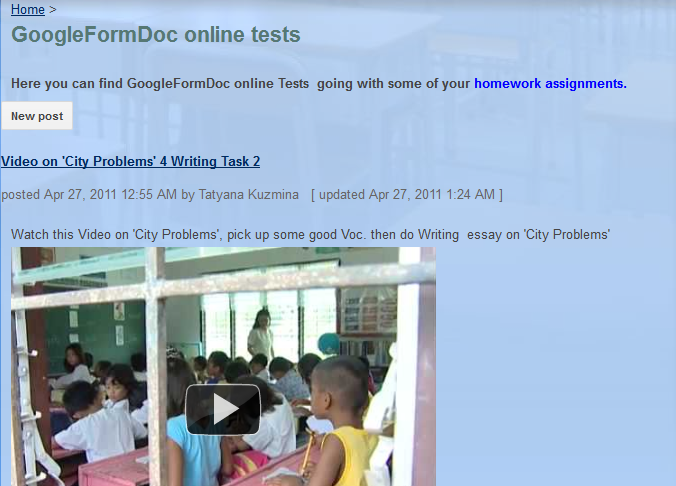 Home >
GoogleFormDoc online tests
Here you can find GoogleFormDoc online Tests  going with some of your homework assignments.
New post
Video on 'City Problems' 4 Writing Task 2
posted Apr 27, 2011 12:55 AM by Tatyana Kuzmina   [ updated Apr 27, 2011 1:24 AM ]
Watch this Video on 'City Problems', pick up some good Voc. then do Writing  essay on 'City Problems'